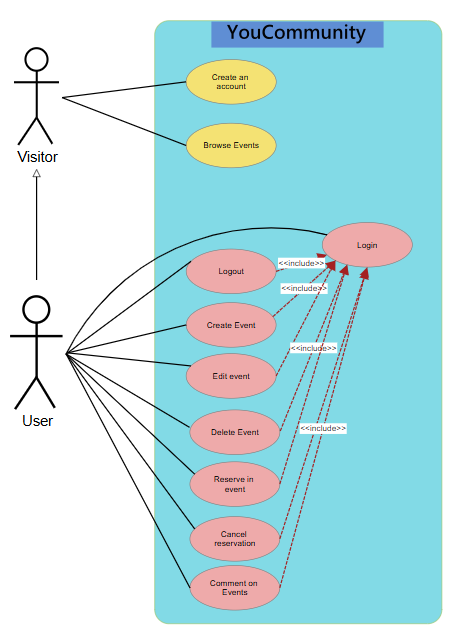 YouCommunity
Create an
account
Visitor
Browse Events
Login
<<include>>
Logout
<<include>>
Create Event
<<include>>
Edit event
User
<<include>>
Delete Event
Reserve in
event
Cancel
reservation
Comment on
Events